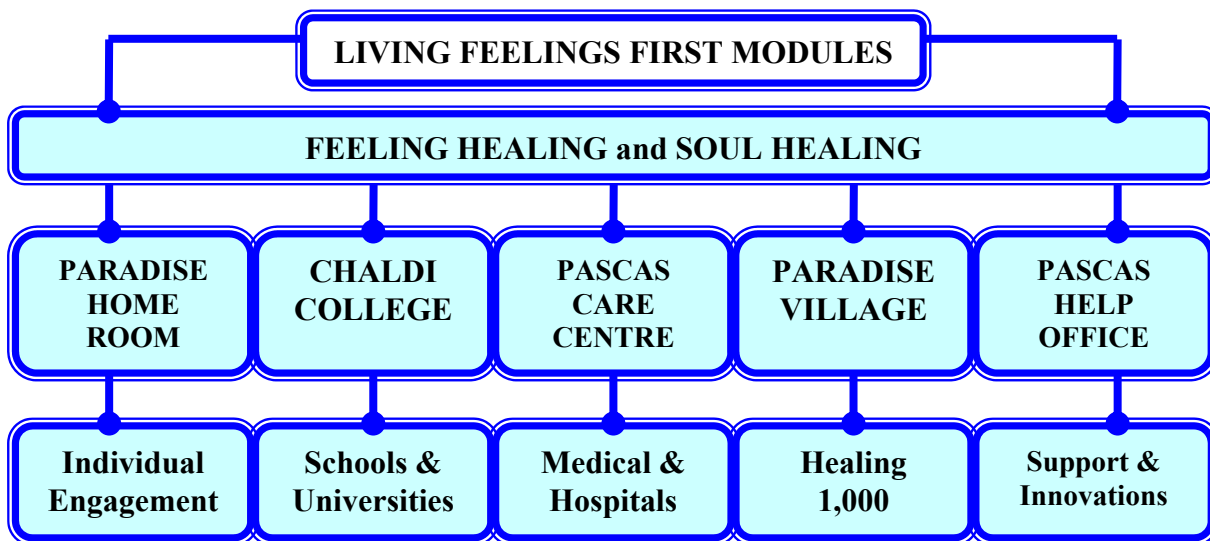 LIVING FEELINGS FIRST MODULES
FEELING HEALING and SOUL HEALING
PARADISE
HOME
ROOM
CHALDI
COLLEGE
PASCAS
CARE
CENTRE
PARADISE
VILLAGE
PASCAS
HELP
OFFICE
Individual
Engagement
Schools &
Universities
Medical &
Hospitals
Healing
1,000
Support &
Innovations